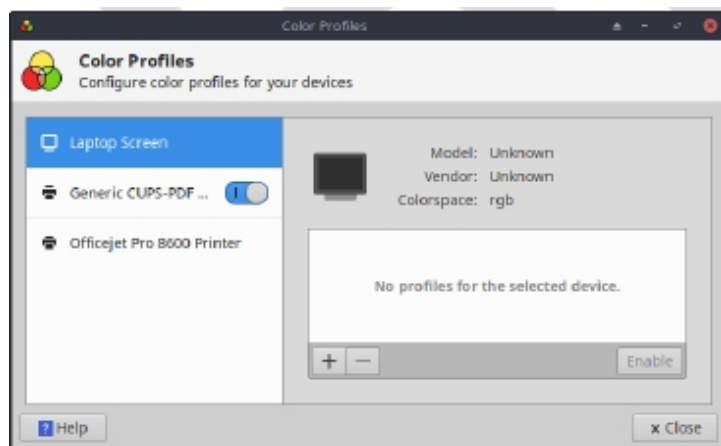 Color Profiles
Color Profiles
Configure color profiles for your devices
Laptop Screen
Generic CUPS-PDF ...
Officejet Pro 8600 Printer
Model: Unknown
Vendor: Unknown
Colorspace: rgb
No profiles for the selected device.
+ −
Enable
? Help
x Close